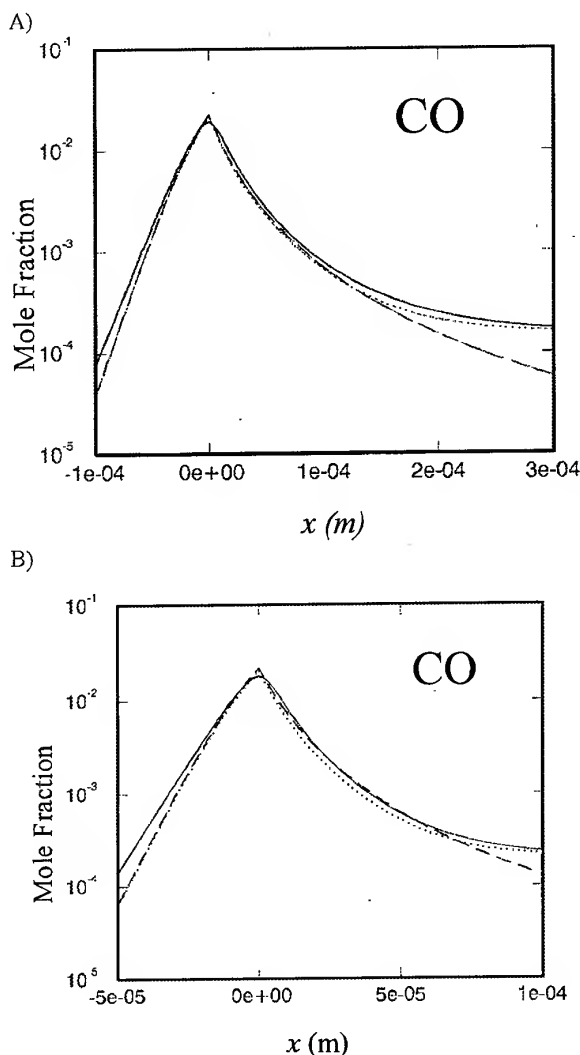 A)
10-1
CO
10-2
Mole Fraction
10-3
10-4
10-5
-1e-04 0e+00 1e-04 2e-04 3e-04
x (m)
B)
10-1
CO
10-2
Mole Fraction
10-3
10-4
10-5
-5e-05 0e+00 5e-05 1e-04
x (m)